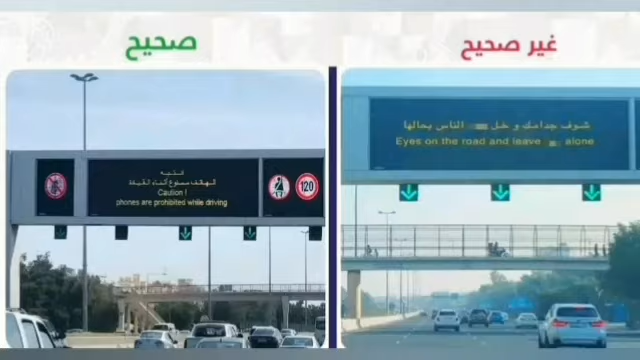 صحيح
غير صحيح
تنبيه
الهاتف ممنوع أثناء القيادة
Caution !
phones are prohibited while driving
120
شوف جدامك و خل الناس بحالها
Eyes on the road and leave alone